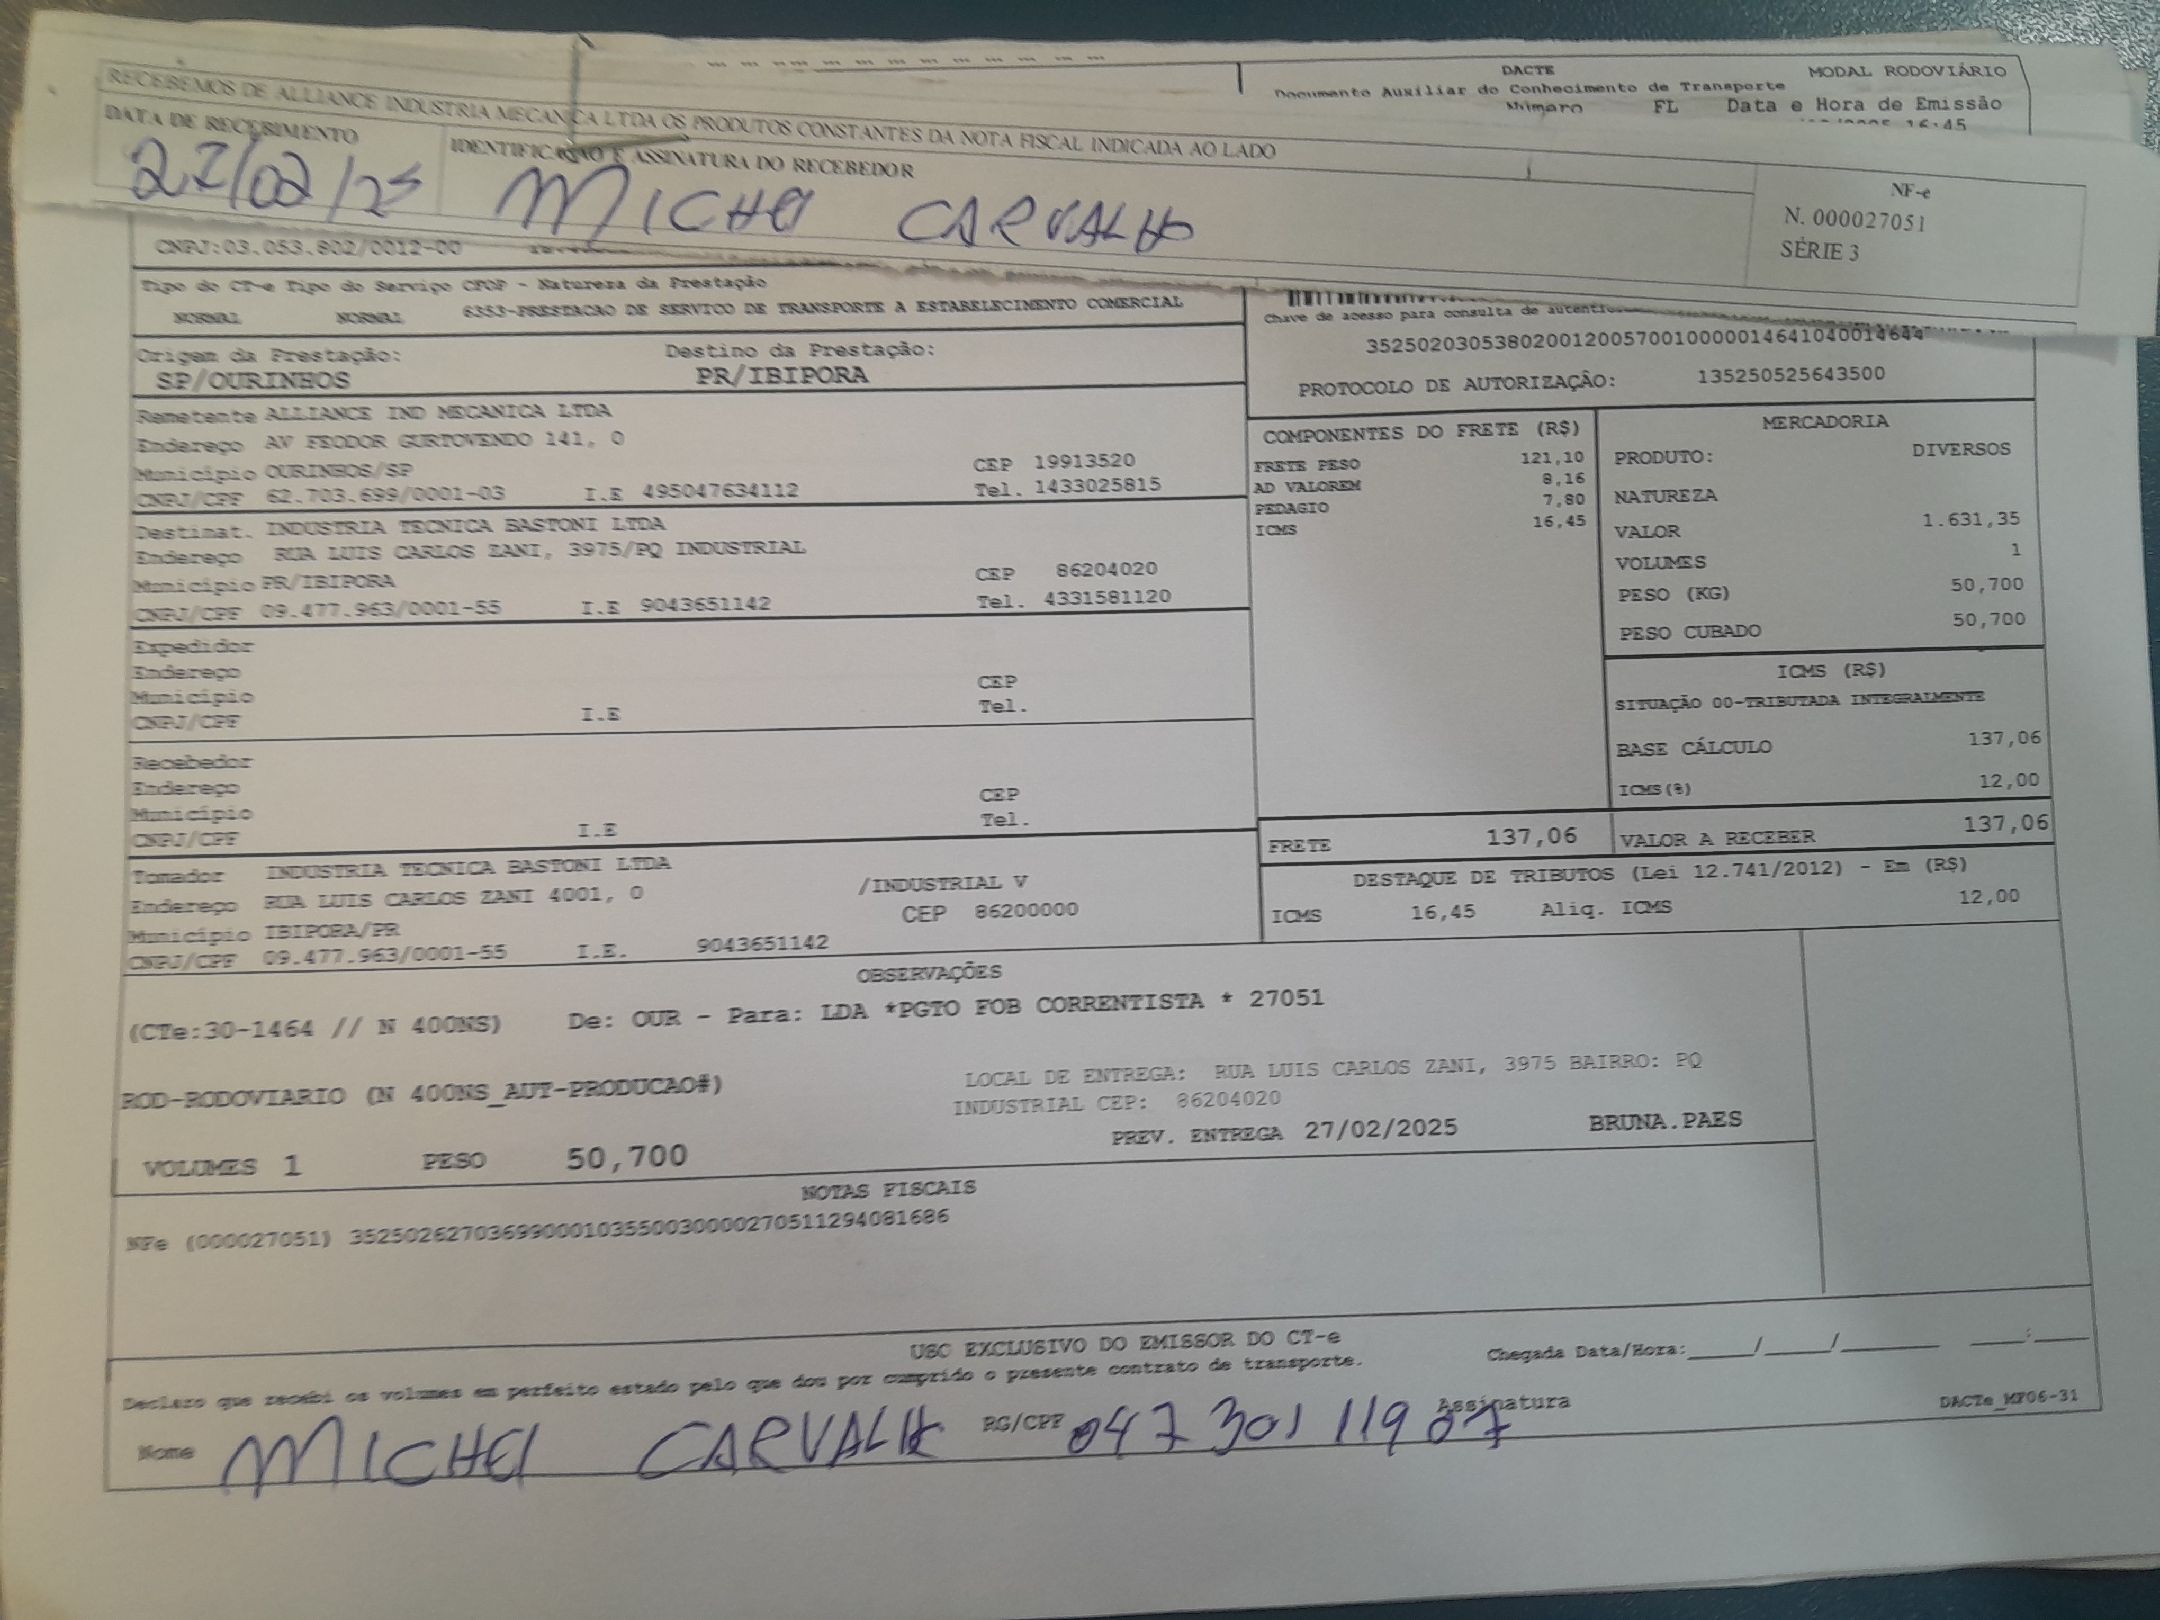 DACTE MODAL RODOVIÁRIO
Documento Auxiliar do Conhecimento de Transporte
FL Data e Hora de Emissão
16:45
RECEBEMOS DE ALLIANCE INDUSTRIA MECANICA LTDA OS PRODUTOS CONSTANTES DA NOTA FISCAL INDICADA AO LADO
DATA DE RECEBIMENTO
27/02/25
IDENTIFICAÇÃO E ASSINATURA DO RECEBEDOR
MICHEL CARVALHO
NF-e
N. 000027051
SÉRIE 3
CNPJ:03.053.802/0012-00
Tipo do CT-e Tipo do Serviço CFOP - Natureza da Prestação
NORMAL NORMAL 6353-PRESTACAO DE SERVICO DE TRANSPORTE A ESTABELECIMENTO COMERCIAL
Chave de acesso para consulta de
PROTOCOLO DE AUTORIZAÇÃO: 135250525643500
Origem da Prestação: Destino da Prestação:
SP/OURINHOS PR/IBIPORA
Remetente ALLIANCE IND MECANICA LTDA
Endereço AV FEODOR GURTOVENDO 141, 0
Município OURINHOS/SP CEP 19913520
CNPJ/CPF 62.703.699/0001-03 I.E 495047634112 Tel. 1433025815
Destinat. INDUSTRIA TECNICA BASTONI LTDA
Endereço RUA LUIS CARLOS ZANI, 3975/PQ INDUSTRIAL
Município PR/IBIPORA CEP 86204020
CNPJ/CPF 09.477.963/0001-55 I.E 9043651142 Tel. 4331581120
Expedidor
Endereço
Município CEP
CNPJ/CPF I.E Tel.
Recebedor
Endereço
Município CEP
CNPJ/CPF I.E Tel.
Tomador INDUSTRIA TECNICA BASTONI LTDA
Endereço RUA LUIS CARLOS ZANI 4001, 0 /INDUSTRIAL V
Município IBIPORA/PR CEP 86200000
CNPJ/CPF 09.477.963/0001-55 I.E. 9043651142
COMPONENTES DO FRETE (R$)
FRETE PESO 121,10
AD VALOREM 8,16
PEDAGIO 7,80
ICMS 16,45
MERCADORIA
PRODUTO: DIVERSOS
NATUREZA
VALOR 1.631,35
VOLUMES 1
PESO (KG) 50,700
PESO CUBADO 50,700
ICMS (R$)
SITUAÇÃO 00-TRIBUTADA INTEGRALMENTE
BASE CÁLCULO 137,06
ICMS(%) 12,00
FRETE 137,06 VALOR A RECEBER 137,06
DESTAQUE DE TRIBUTOS (Lei 12.741/2012) - Em (R$)
ICMS 16,45 Aliq. ICMS 12,00
OBSERVAÇÕES
(CTe:30-1464 // N 400NS) De: OUR - Para: LDA *PGTO FOB CORRENTISTA * 27051
ROD-RODOVIARIO (N 400NS_AUT-PRODUCAO#)
LOCAL DE ENTREGA: RUA LUIS CARLOS ZANI, 3975 BAIRRO: PQ
INDUSTRIAL CEP: 86204020
PREV. ENTREGA 27/02/2025 BRUNA.PAES
VOLUMES 1 PESO 50,700
NOTAS FISCAIS
NFe (000027051) 35250262703699000103550030000270511294081686
USO EXCLUSIVO DO EMISSOR DO CT-e
Declaro que recebi os volumes em perfeito estado pelo que dou por cumprido o presente contrato de transporte.
Chegada Data/Hora:____/____/______ ____:____
Nome MICHEL CARVALHO RG/CPF 047 301 119 07 Assinatura
DACTe_MF06-31